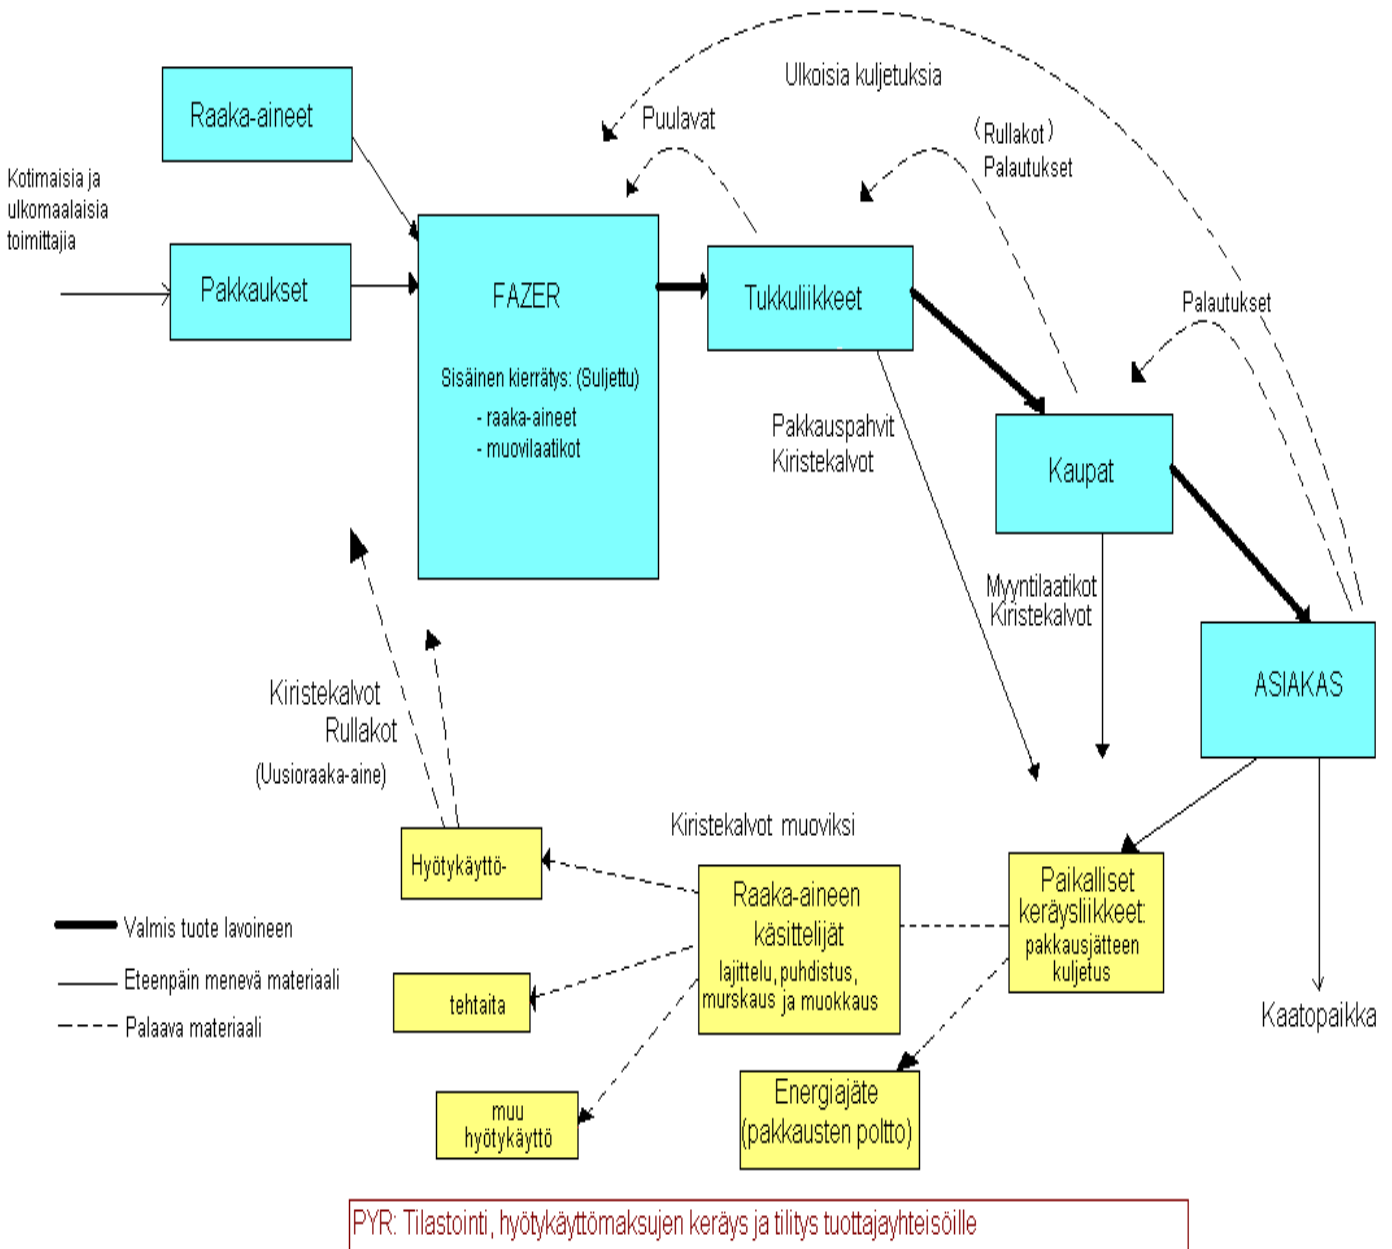 Ulkoisia kuljetuksia
Raaka-aineet
Puulavat
(Rullakot)
Palautukset
Kotimaisia ja
ulkomaalaisia
toimittajia
Pakkaukset
FAZER
Sisäinen kierrätys: (Suljettu)
- raaka-aineet
- muovilaatikot
Tukkuliikkeet
Palautukset
Pakkauspahvit
Kiristekalvot
Kaupat
Myyntilaatikot
Kiristekalvot
ASIAKAS
Kiristekalvot
Rullakot
(Uusioraaka-aine)
Kiristekalvot muoviksi
Hyötykäyttö-
Raaka-aineen
käsittelijät
lajittelu, puhdistus,
murskaus ja muokkaus
Paikalliset
keräysliikkeet:
pakkausjätteen
kuljetus
Valmis tuote lavoineen
Eteenpäin menevä materiaali
Palaava materiaali
tehtaita
Kaatopaikka
muu
hyötykäyttö
Energiajäte
(pakkausten poltto)
PYR: Tilastointi, hyötykäyttömaksujen keräys ja tilitys tuottajayhteisöille